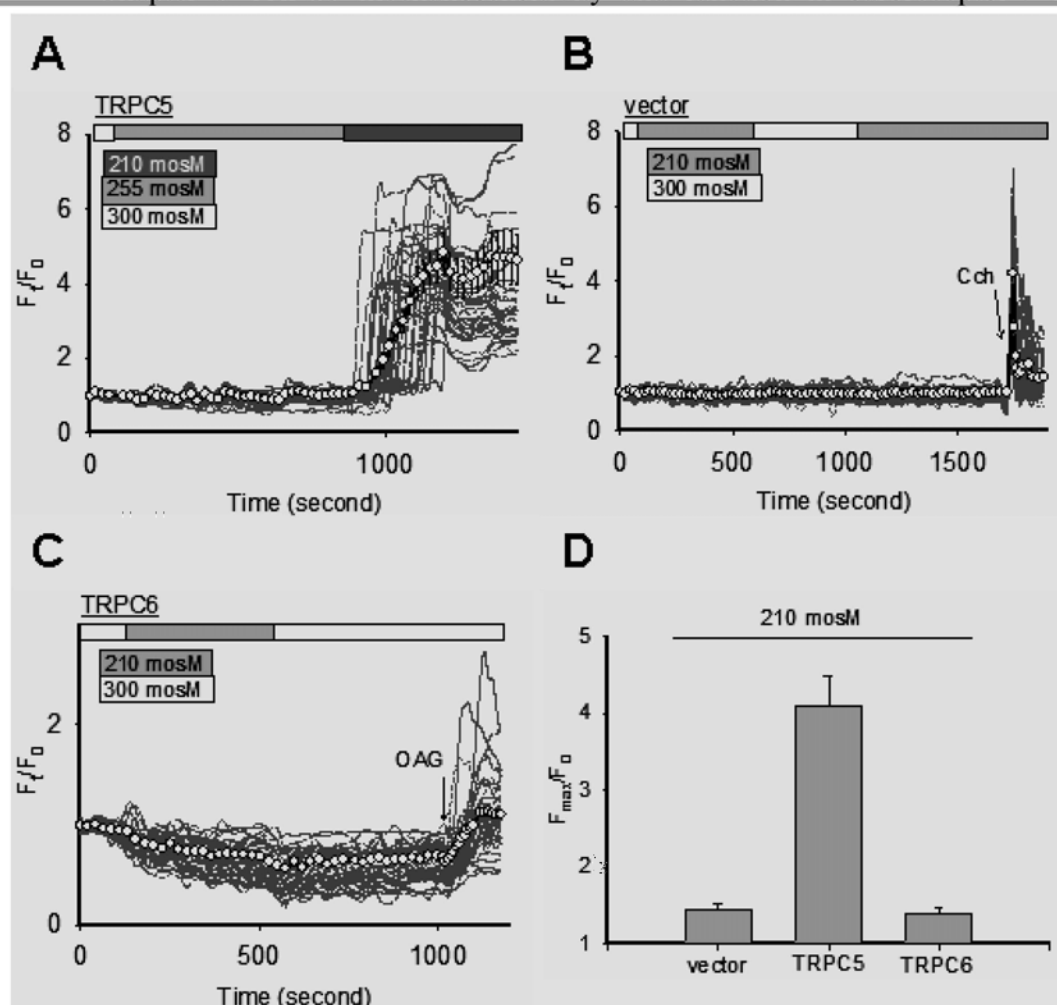 A
TRPC5
8
210 mosM
255 mosM
300 mosM
6
4
2
0
Ft/F0
0
1000
Time (second)
B
vector
8
210 mosM
300 mosM
6
4
2
0
Ft/F0
Cch
0
500
1000
1500
Time (second)
C
TRPC6
210 mosM
300 mosM
2
0
Ft/F0
OAG
0
500
1000
Time (second)
D
210 mosM
5
4
3
2
1
Fmax/F0
vector
TRPC5
TRPC6